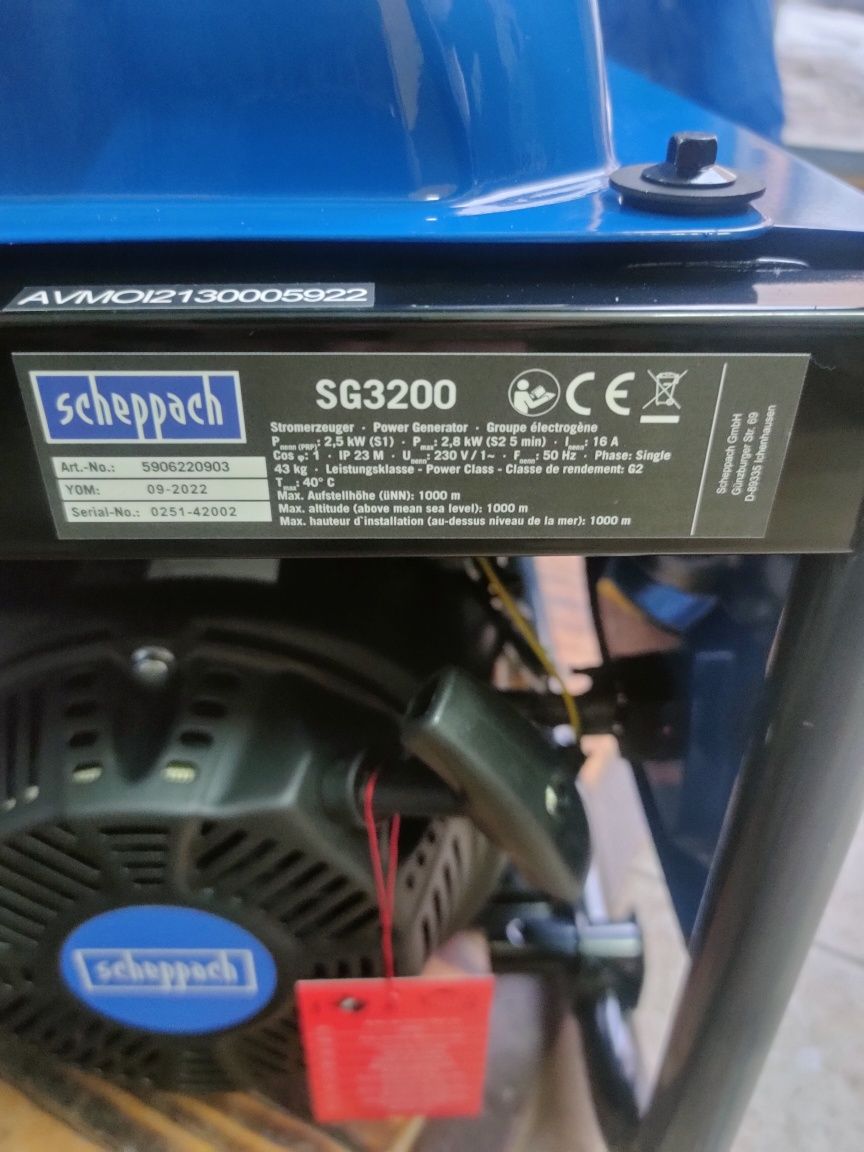 AVMOI2130005922
scheppach
SG3200
CE
Stromerzeuger · Power Generator · Groupe électrogène
Pnenn (PRP): 2,5 kW (S1) · Pmax: 2,8 kW (S2 5 min) · Inenn: 16 A
Cos φ: 1 · IP 23 M · Unenn: 230 V / 1~ · Fnenn: 50 Hz · Phase: Single
43 kg · Leistungsklasse - Power Class - Classe de rendement: G2
Tmax: 40° C
Max. Aufstellhöhe (üNN): 1000 m
Max. altitude (above mean sea level): 1000 m
Max. hauteur d`installation (au-dessus niveau de la mer): 1000 m
Art.-No.: 5906220903
YOM: 09-2022
Serial-No.: 0251-42002
Scheppach GmbH
Günzburger Str. 69
D-89335 Ichenhausen
scheppach